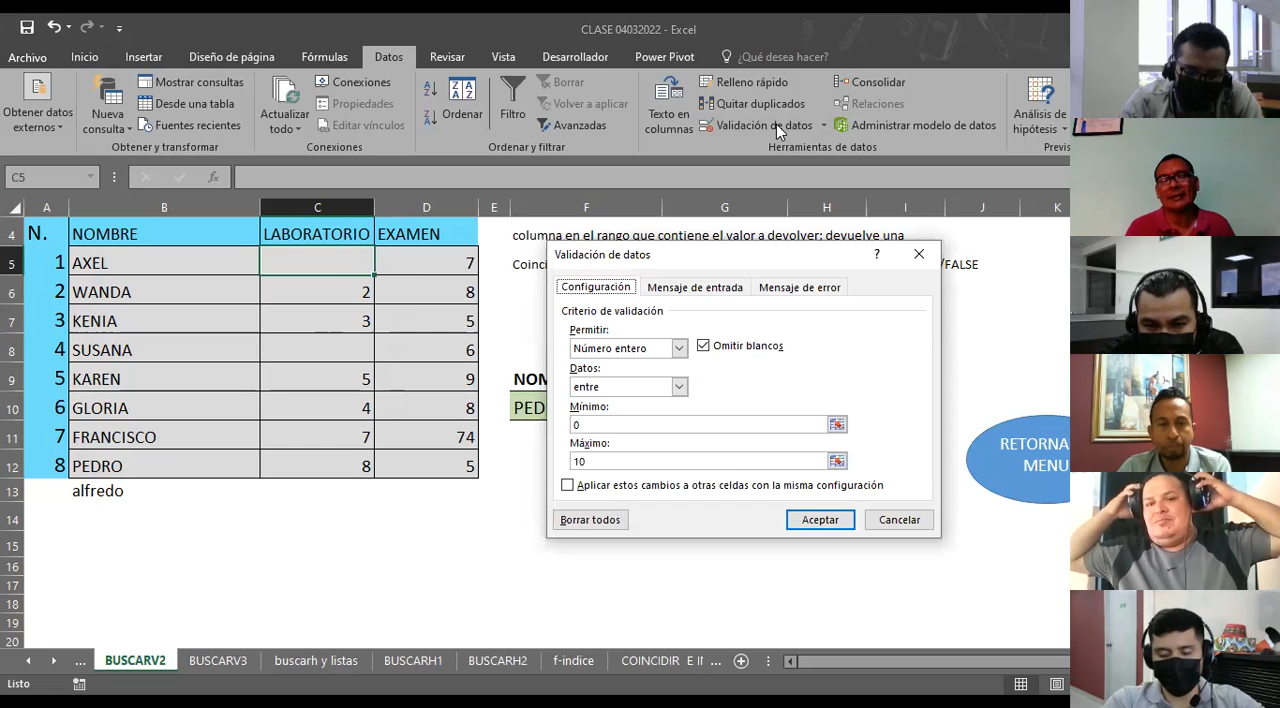 CLASE 04032022 - Excel
Archivo Inicio Insertar Diseño de página Fórmulas Datos Revisar Vista Desarrollador Power Pivot ¿Qué desea hacer?
Obtener datos externos
Nueva consulta
Mostrar consultas
Desde una tabla
Fuentes recientes
Obtener y transformar
Actualizar todo
Conexiones
Propiedades
Editar vínculos
Conexiones
Ordenar
Filtro
Borrar
Volver a aplicar
Avanzadas
Ordenar y filtrar
Texto en columnas
Relleno rápido
Quitar duplicados
Validación de datos
Consolidar
Relaciones
Administrar modelo de datos
Herramientas de datos
Análisis de hipótesis
Previs
C5 fx
A B C D E F G H I J K
4 N. NOMBRE LABORATORIO EXAMEN
5 1 AXEL 7
6 2 WANDA 2 8
7 3 KENIA 3 5
8 4 SUSANA 6
9 5 KAREN 5 9
10 6 GLORIA 4 8
11 7 FRANCISCO 7 74
12 8 PEDRO 8 5
13 alfredo
14
15
16
17
18
19
20
columna en el rango que contiene el valor a devolver; devuelve una
Coinci
/FALSE
NOM
PED
RETORNA
MENU
Validación de datos ?
Configuración Mensaje de entrada Mensaje de error
Criterio de validación
Permitir:
Número entero Omitir blancos
Datos:
entre
Mínimo:
0
Máximo:
10
Aplicar estos cambios a otras celdas con la misma configuración
Borrar todos Aceptar Cancelar
... BUSCARV2 BUSCARV3 buscarh y listas BUSCARH1 BUSCARH2 f-indice COINCIDIR E II ...
Listo